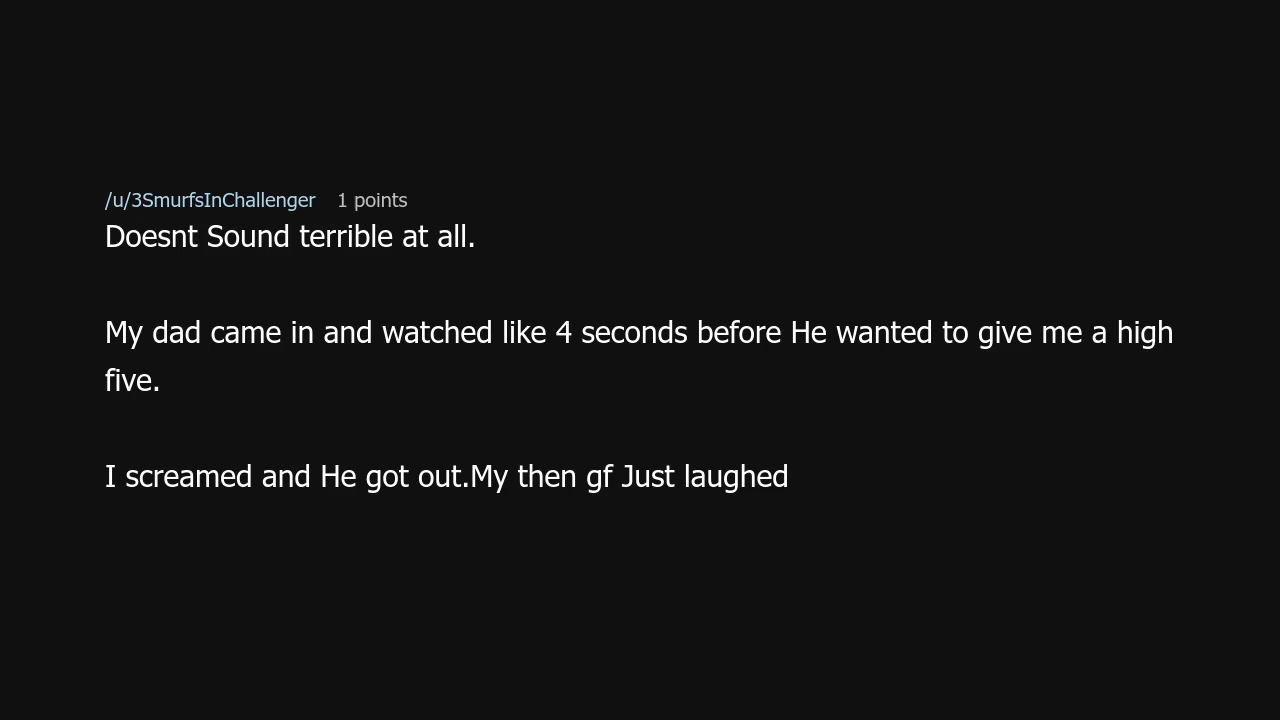 /u/3SmurfsInChallenger 1 points
Doesnt Sound terrible at all.
My dad came in and watched like 4 seconds before He wanted to give me a high
five.
I screamed and He got out.My then gf Just laughed